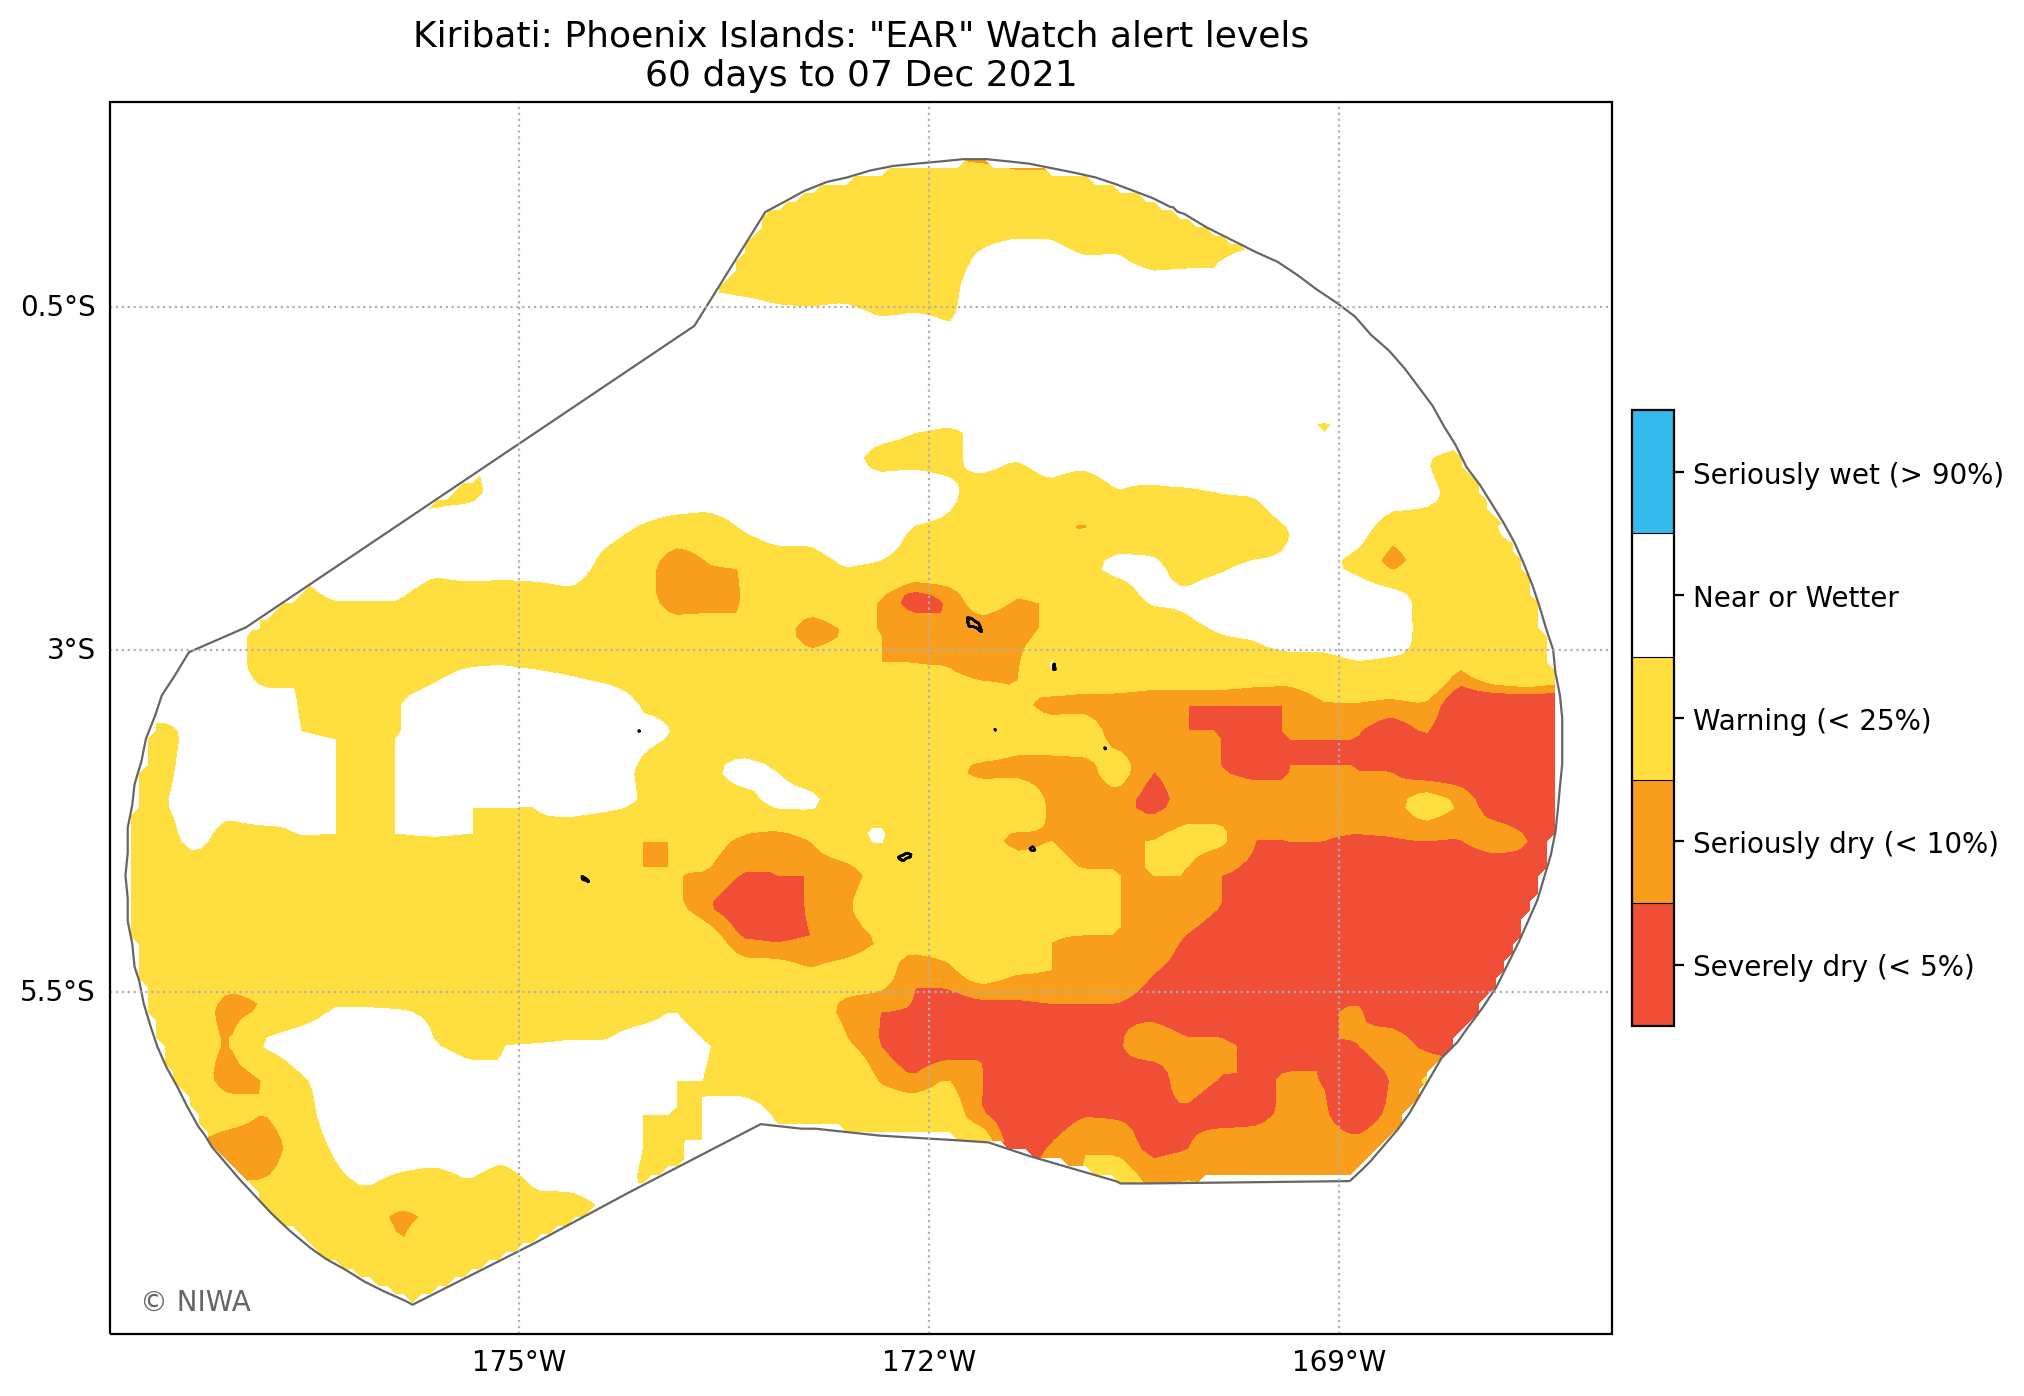 Kiribati: Phoenix Islands: "EAR" Watch alert levels
60 days to 07 Dec 2021
0.5°S
3°S
5.5°S
175°W
172°W
169°W
Seriously wet (> 90%)
Near or Wetter
Warning (< 25%)
Seriously dry (< 10%)
Severely dry (< 5%)
© NIWA